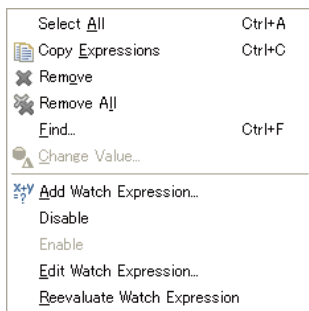 Select All Ctrl+A
Copy Expressions Ctrl+C
Remove
Remove All
Find... Ctrl+F
Change Value...
x+y
=?
Add Watch Expression...
Disable
Enable
Edit Watch Expression...
Reevaluate Watch Expression